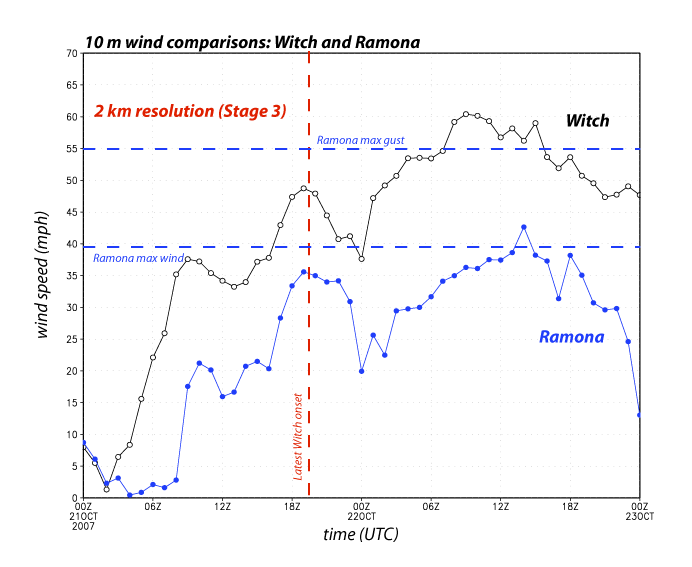 10 m wind comparisons: Witch and Ramona
70
65
60
55
50
45
40
35
30
25
20
15
10
5
0
wind speed (mph)
2 km resolution (Stage 3)
Witch
Ramona max gust
Ramona max wind
Ramona
Latest Witch onset
00Z 06Z 12Z 18Z 00Z 06Z 12Z 18Z 00Z
21OCT 22OCT 23OCT
2007
time (UTC)